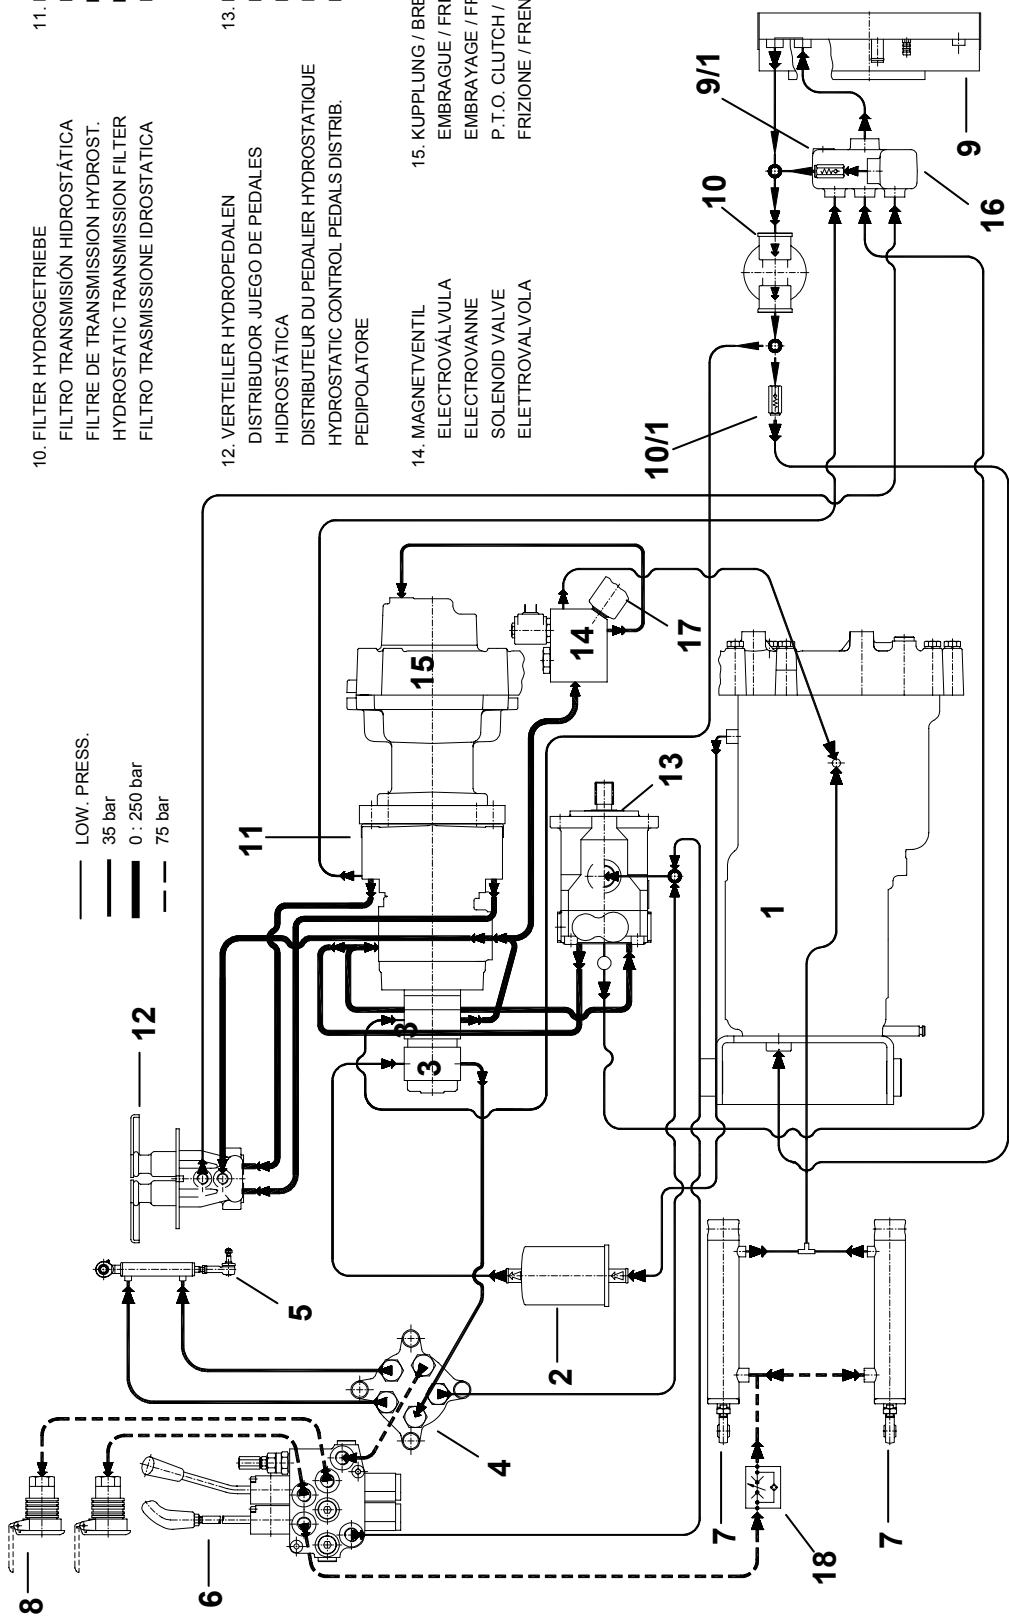 10. FILTER HYDROGETRIEBE
FILTRO TRANSMISIÓN HIDROSTÁTICA
FILTRE DE TRANSMISSION HYDROST.
HYDROSTATIC TRANSMISSION FILTER
FILTRO TRASMISSIONE IDROSTATICA
11.
12. VERTEILER HYDROPEDALEN
DISTRIBUDOR JUEGO DE PEDALES
HIDROSTÁTICA
DISTRIBUTEUR DU PEDALIER HYDROSTATIQUE
HYDROSTATIC CONTROL PEDALS DISTRIB.
PEDIPOLATORE
13.
14. MAGNETVENTIL
ELECTROVÁLVULA
ELECTROVANNE
SOLENOID VALVE
ELETTROVALVOLA
15. KUPPLUNG / BRE
EMBRAGUE / FRE
EMBRAYAGE / FR
P.T.O. CLUTCH /
FRIZIONE / FREN
LOW. PRESS.
35 bar
0 : 250 bar
75 bar
8
6
5
12
4
3
3
11
15
14
17
13
2
1
7
7
18
10/1
10
9/1
16
9